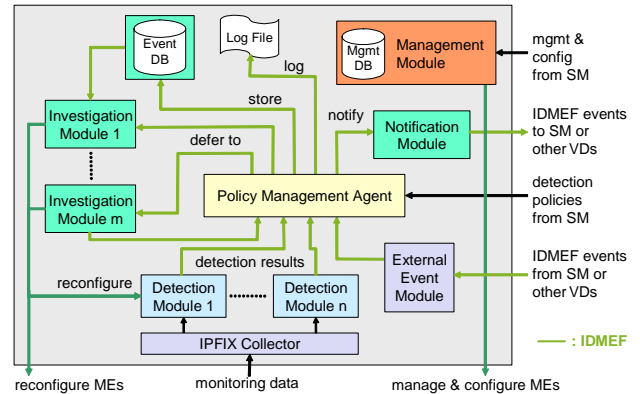 Event
DB
Log File
Mgmt
DB
Management
Module
mgmt &
config
from SM
log
store
Investigation
Module 1
notify
Notification
Module
IDMEF events
to SM or
other VDs
defer to
Investigation
Module m
Policy Management Agent
detection
policies
from SM
detection results
External
Event
Module
IDMEF events
from SM or
other VDs
reconfigure
Detection
Module 1
Detection
Module n
IPFIX Collector
: IDMEF
reconfigure MEs
monitoring data
manage & configure MEs